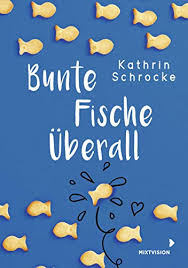 Kathrin
Schrocke
Bunte
Fische
Überall
MIXTVISION